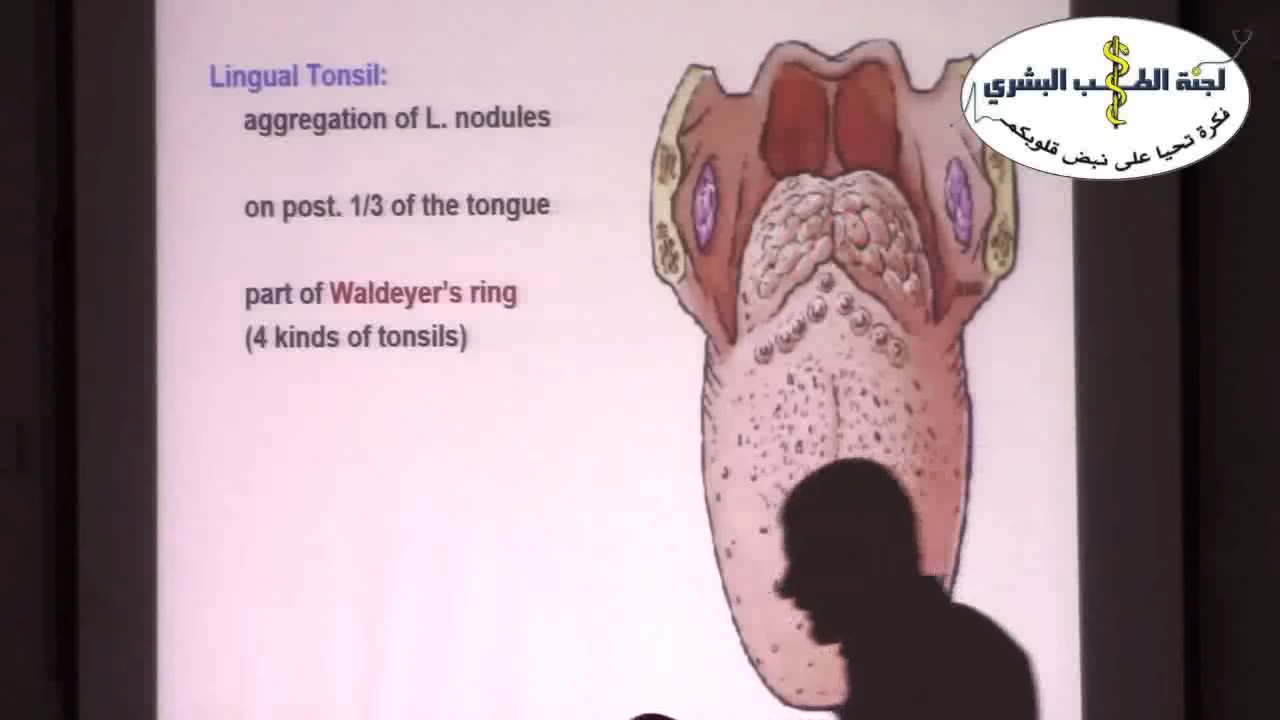 Lingual Tonsil:
aggregation of L. nodules
on post. 1/3 of the tongue
part of Waldeyer's ring
(4 kinds of tonsils)
لجنة الطب البشري
فكرة تحيا على نبض قلوبكم